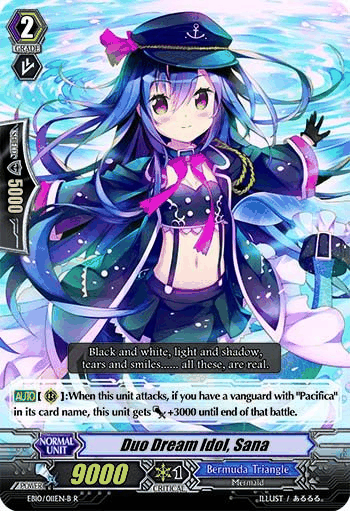 2
GRADE
SHIELD
5000
Black and white, light and shadow,
tears and smiles...... all these, are real.
AUTO [ ]:When this unit attacks, if you have a vanguard with "Pacifica"
in its card name, this unit gets +3000 until end of that battle.
NORMAL
UNIT
Duo Dream Idol, Sana
POWER
9000
1
CRITICAL
Bermuda Triangle
Mermaid
EB10/011EN-B R
ILLUST / あるるる。